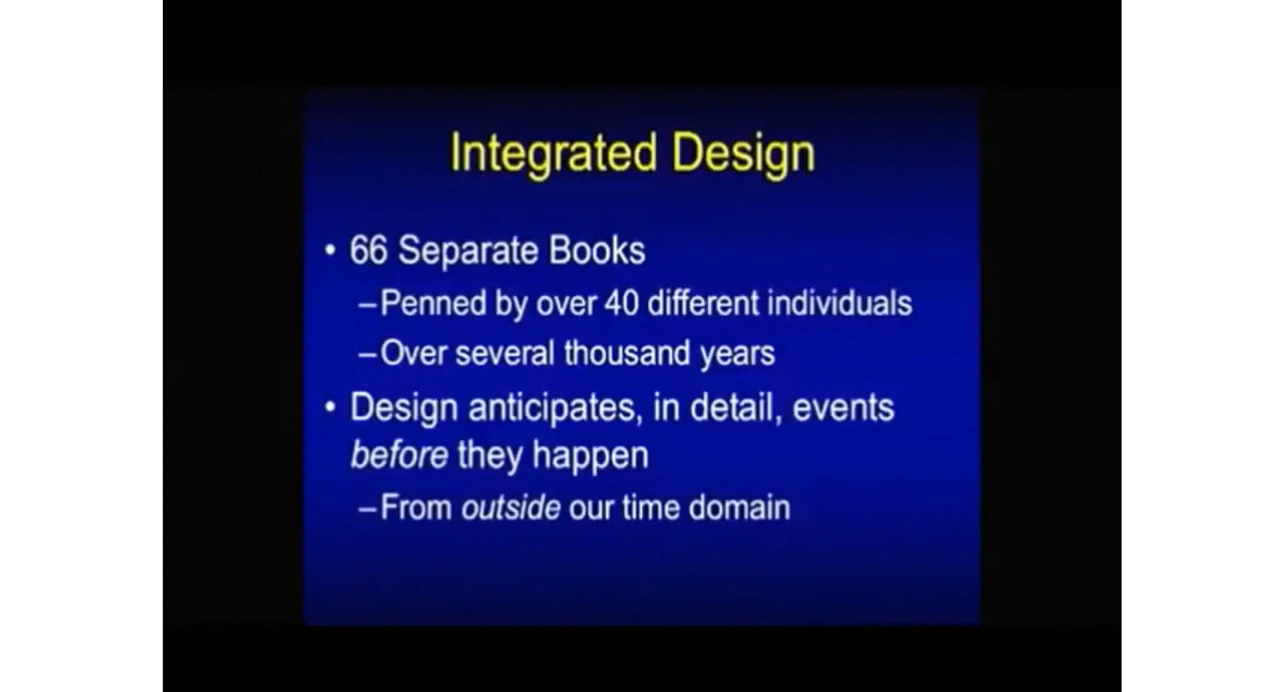 Integrated Design
• 66 Separate Books
–Penned by over 40 different individuals
–Over several thousand years
• Design anticipates, in detail, events
before they happen
–From outside our time domain